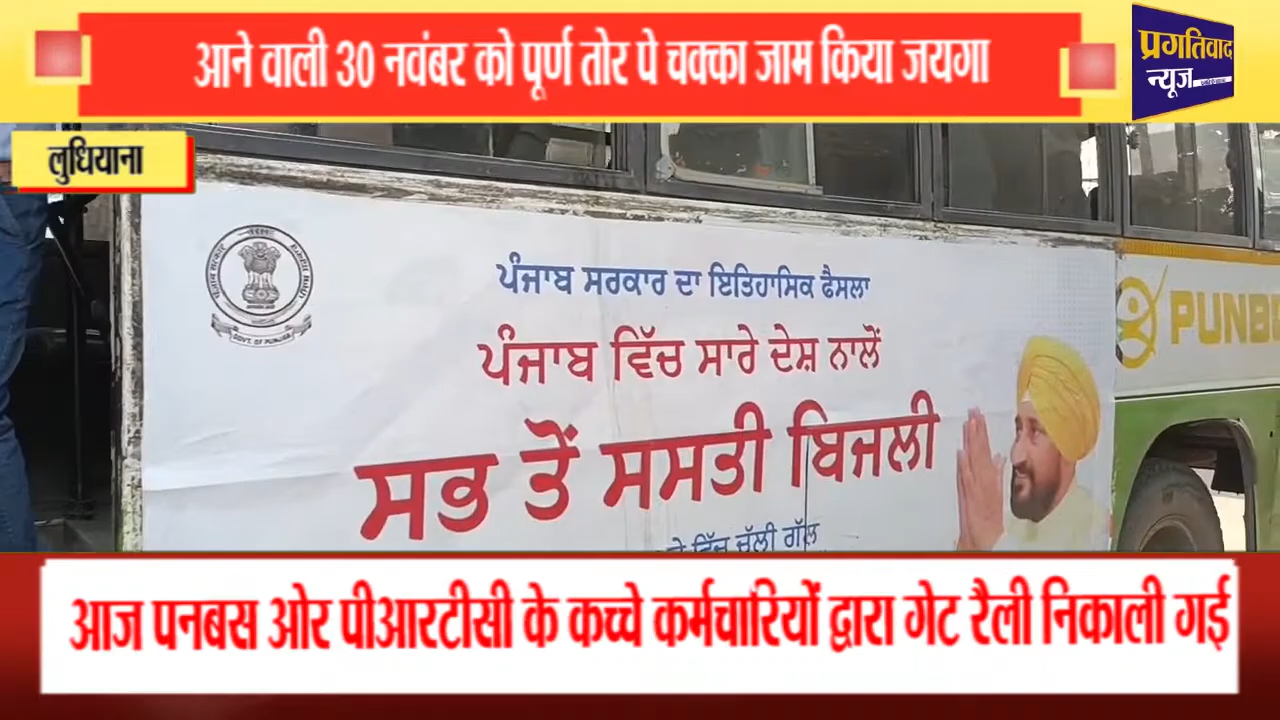 आने वाली 30 नवंबर को पूर्ण तोर पे चक्का जाम किया जयगा
प्रगतिवाद
न्यूज
लुधियाना
ਪੰਜਾਬ ਸਰਕਾਰ ਦਾ ਇਤਿਹਾਸਿਕ ਫੈਸਲਾ
ਪੰਜਾਬ ਵਿੱਚ ਸਾਰੇ ਦੇਸ਼ ਨਾਲੋਂ
ਸਭ ਤੋਂ ਸਸਤੀ ਬਿਜਲੀ
ਵਿੱਚ ਚੱਲੀ ਗੱਲ
GOVT. OF PUNJAB
PUNB
आज पनबस ओर पीआरटीसी के कच्चे कर्मचारियों द्वारा गेट रैली निकाली गई